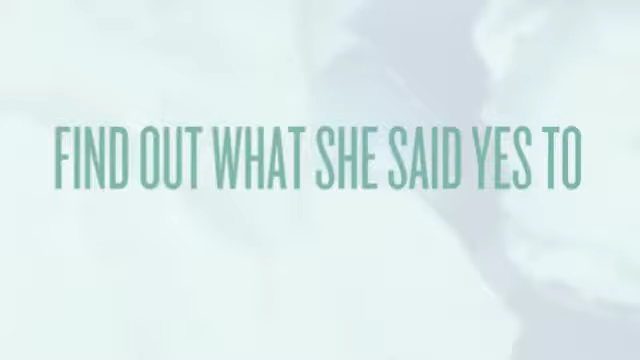 FIND OUT WHAT SHE SAID YES TO